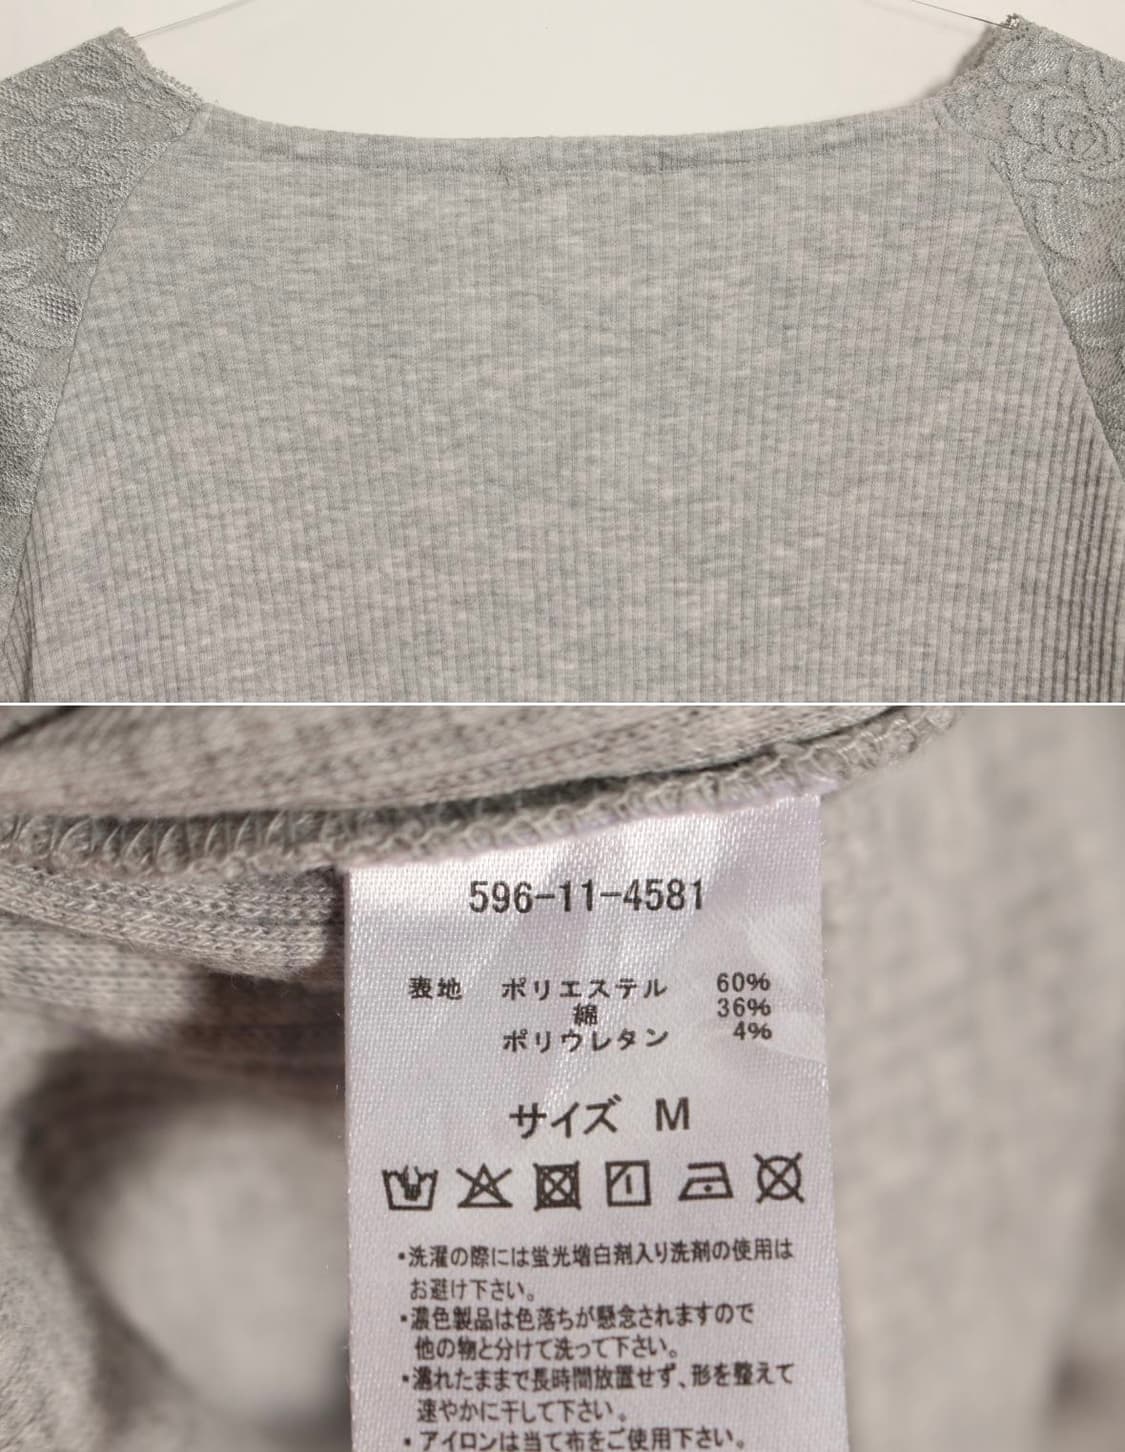 596-11-4581
表地 ポリエステル 60%
綿 36%
ポリウレタン 4%
サイズ M
・洗濯の際には蛍光増白剤入り洗剤の使用は
お避け下さい。
・濃色製品は色落ちが懸念されますので
他の物と分けて洗って下さい。
・濡れたままで長時間放置せず、形を整えて
速やかに干して下さい。
・アイロンは当て布をご使用下さい。